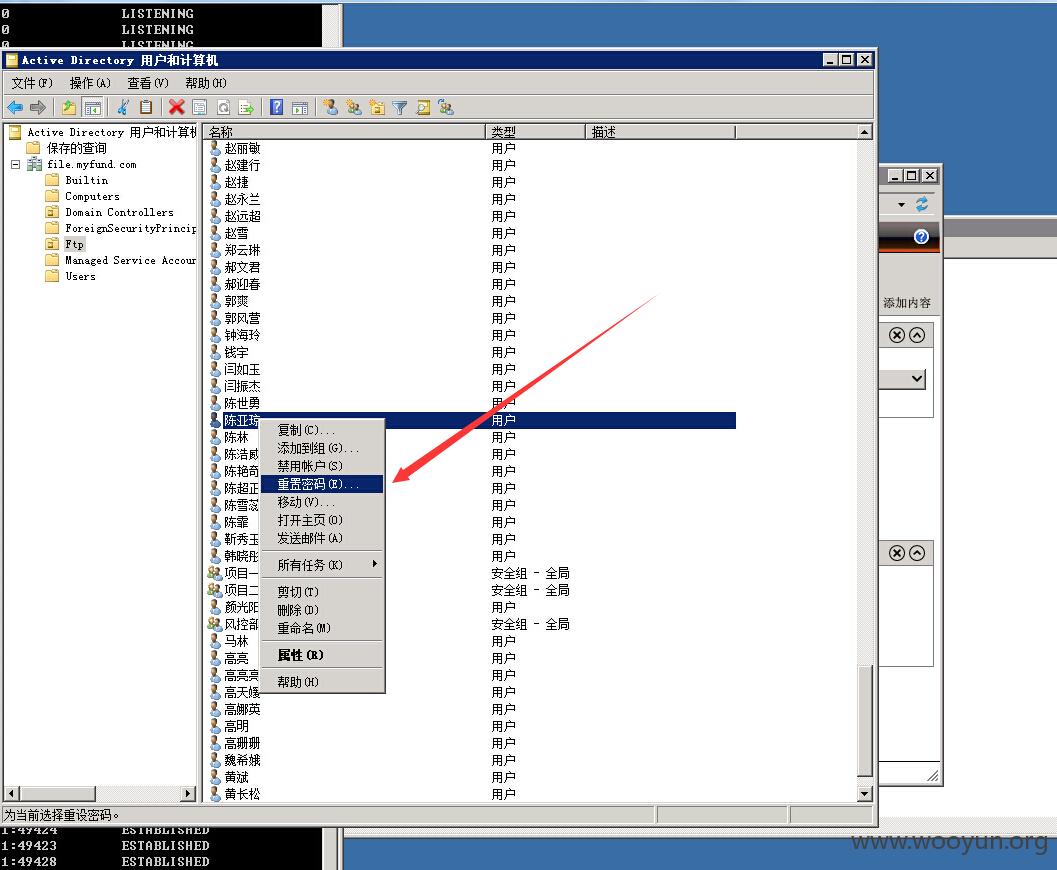 0 LISTENING
0 LISTENING
0 LISTENING
Active Directory 用户和计算机
文件(F) 操作(A) 查看(V) 帮助(H)
Active Directory 用户和计算机
保存的查询
file.myfund.com
Builtin
Computers
Domain Controllers
ForeignSecurityPrincip
Ftp
Managed Service Accoun
Users
名称 类型 描述
赵丽敏 用户
赵建行 用户
赵捷 用户
赵永兰 用户
赵远超 用户
赵雪 用户
郑云琳 用户
郝文君 用户
郝迎春 用户
郭爽 用户
郭风营 用户
钟海玲 用户
钱宇 用户
闫如玉 用户
闫振杰 用户
陈世勇 用户
陈亚琼 用户
陈林 用户
陈浩威 用户
陈艳奇 用户
陈超正 用户
陈雪蕊 用户
陈霏 用户
靳秀玉 用户
韩晓彤 用户
项目一 安全组 - 全局
项目二 安全组 - 全局
颜光阳 用户
风控部 安全组 - 全局
马林 用户
高亮 用户
高亮亮 用户
高天媛 用户
高娜英 用户
高明 用户
高珊珊 用户
魏希娥 用户
黄斌 用户
黄长松 用户
复制(C)...
添加到组(G)...
禁用帐户(S)
重置密码(E)...
移动(V)...
打开主页(O)
发送邮件(A)
所有任务(K)
剪切(T)
删除(D)
重命名(M)
属性(R)
帮助(H)
添加内容
为当前选择重设密码。
1:49424 ESTABLISHED
1:49423 ESTABLISHED
1:49428 ESTABLISHED
www.wooyun.org